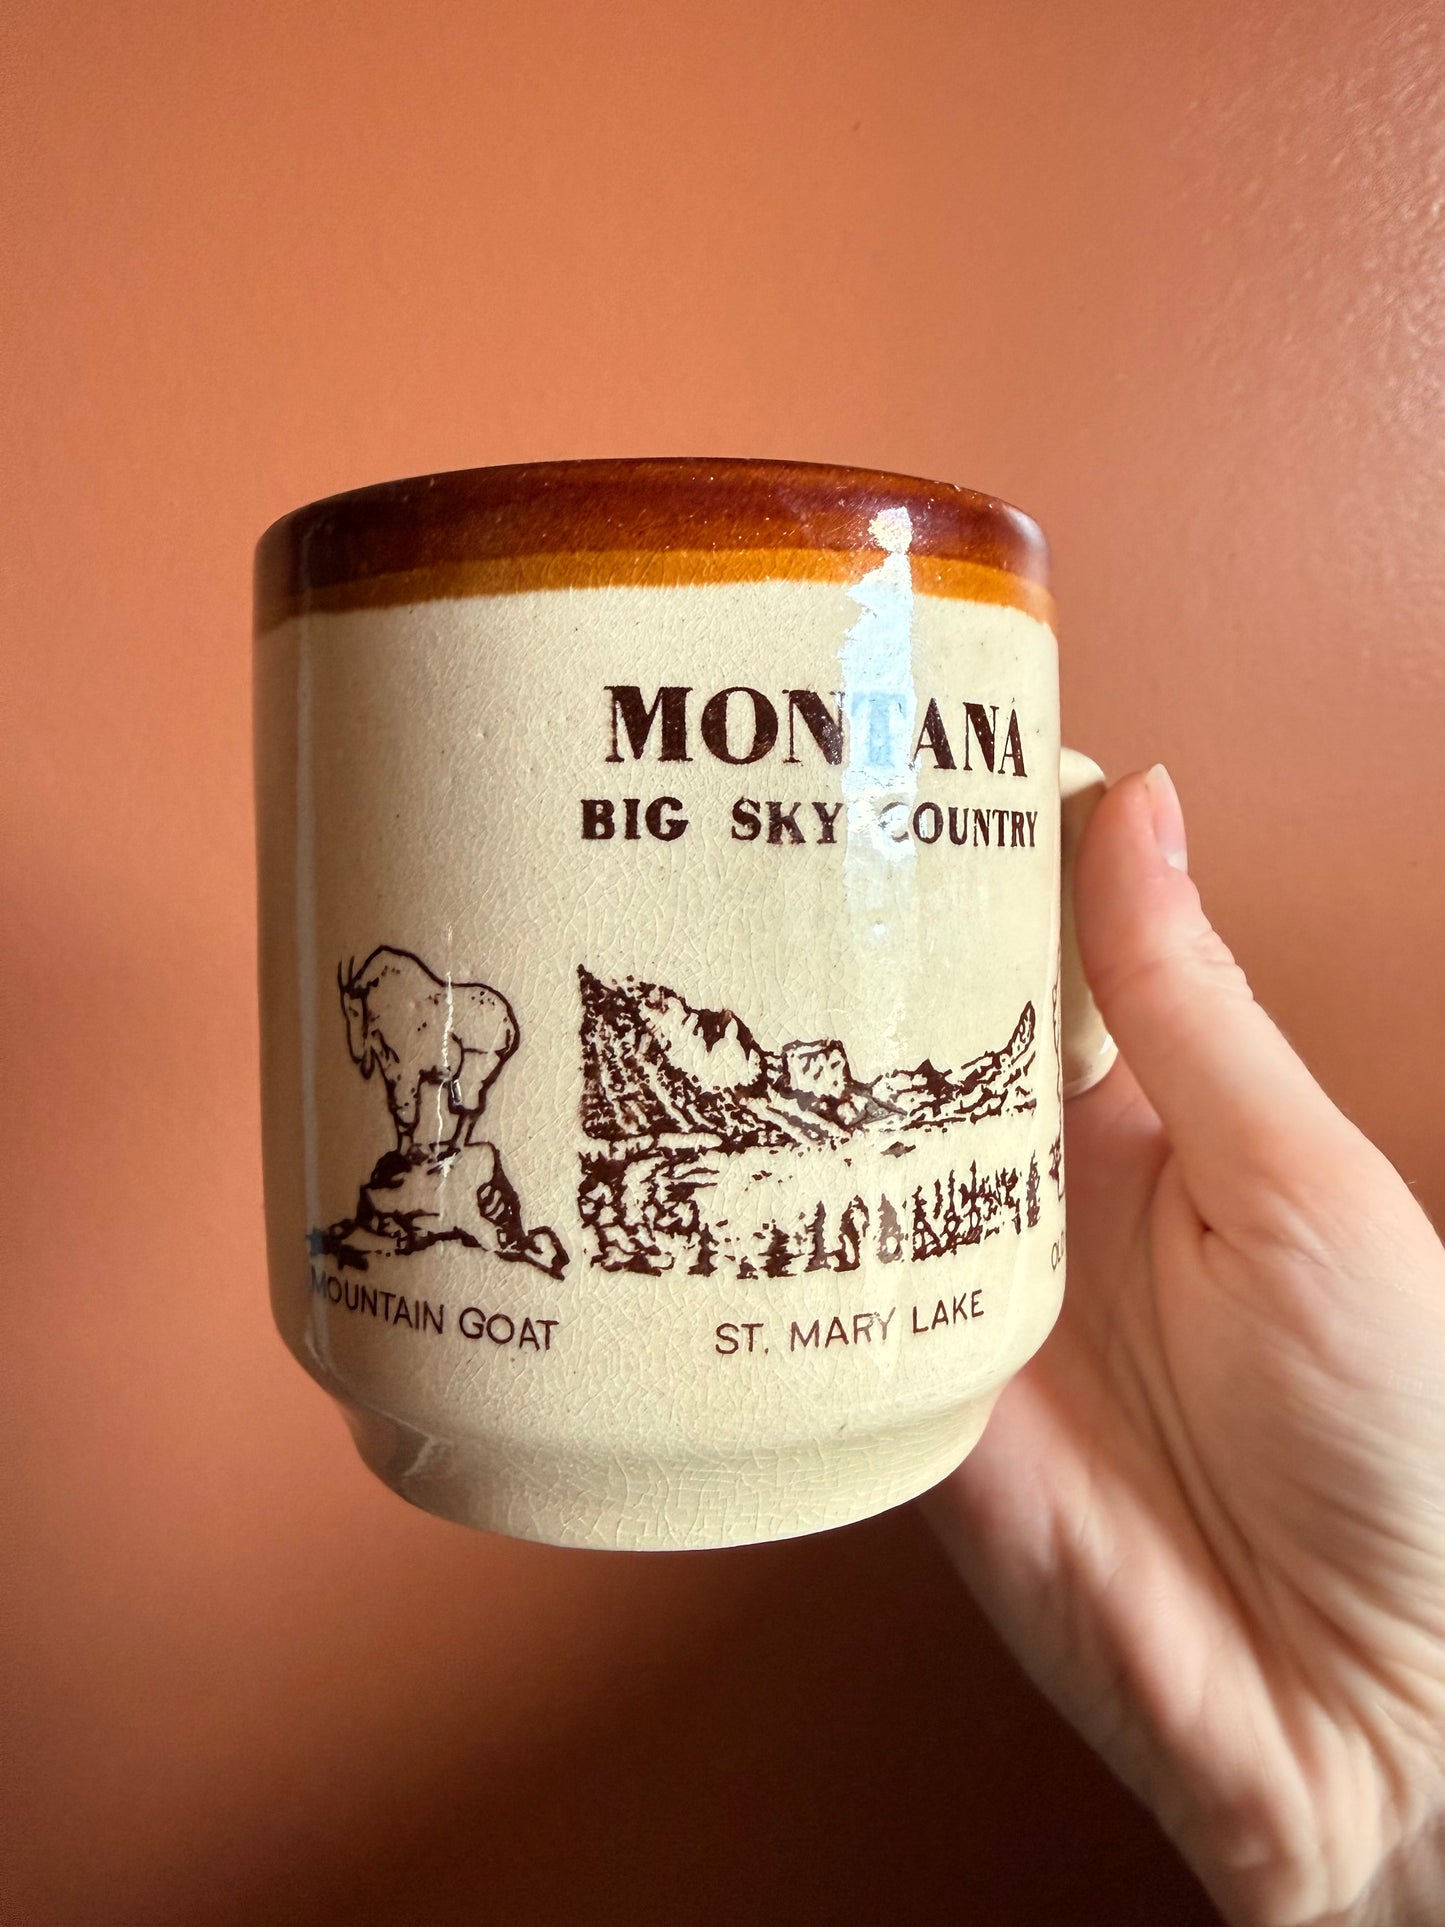 MONTANA
BIG SKY COUNTRY
MOUNTAIN GOAT
ST. MARY LAKE